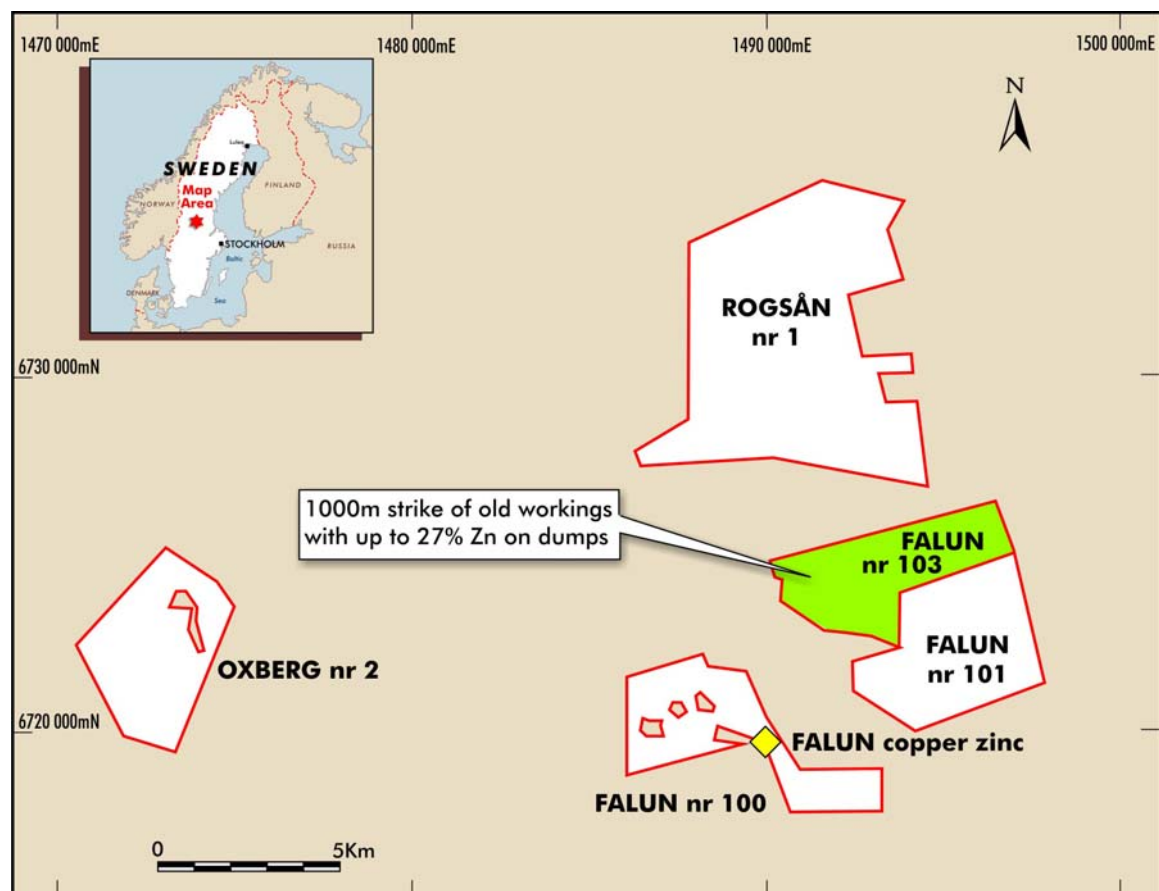 1470 000mE
1480 000mE
1490 000mE
1500 000mE
Lulea
SWEDEN
Map
Area
NORWAY
FINLAND
STOCKHOLM
Baltic
Sea
RUSSIA
DENMARK
N
ROGSÅN
nr 1
6730 000mN
1000m strike of old workings
with up to 27% Zn on dumps
FALUN
nr 103
FALUN
nr 101
OXBERG nr 2
6720 000mN
FALUN copper zinc
FALUN nr 100
0
5Km